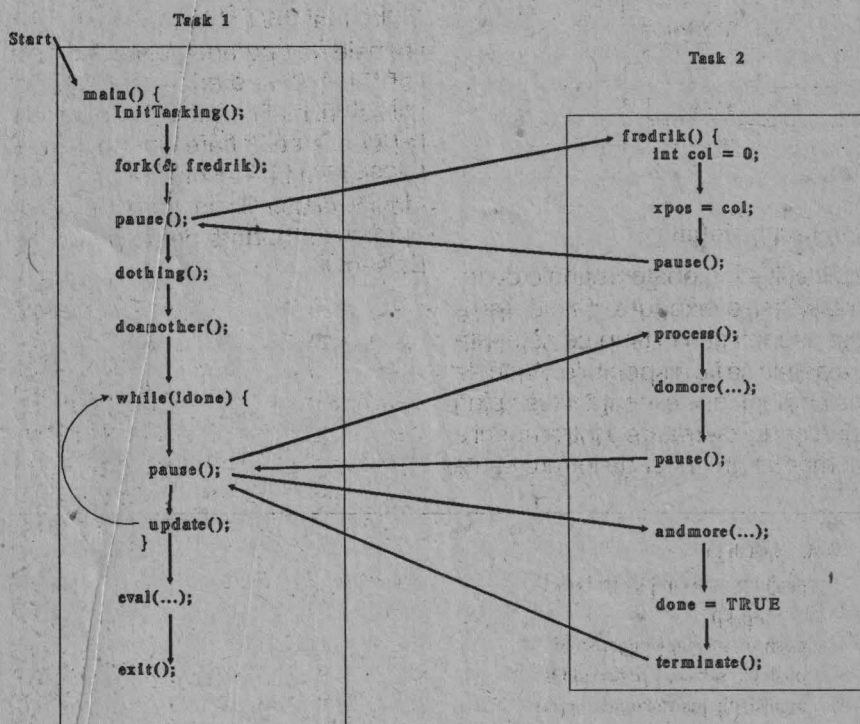 Task 1
Start
main() {
InitTasking();
fork(& fredrik);
pause();
dothing();
doanother();
while(!done) {
pause();
update();
}
eval(...);
exit();
Task 2
fredrik() {
int col = 0;
xpos = col;
pause();
process();
domore(...);
pause();
andmore(...);
done = TRUE
terminate();